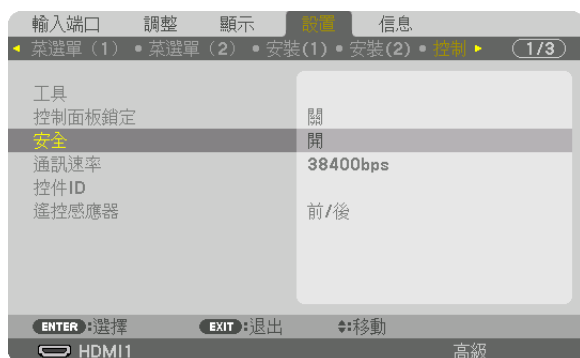 輸入端口 調整 顯示 設置 信息
◀ 菜選單（1） ● 菜選單（2） ● 安裝(1) ● 安裝(2) ● 控制 ▶ 1/3
工具
控制面板鎖定 關
安全 開
通訊速率 38400bps
控件ID
遙控感應器 前/後
ENTER:選擇 EXIT:退出 ◆:移動
HDMI1 高級